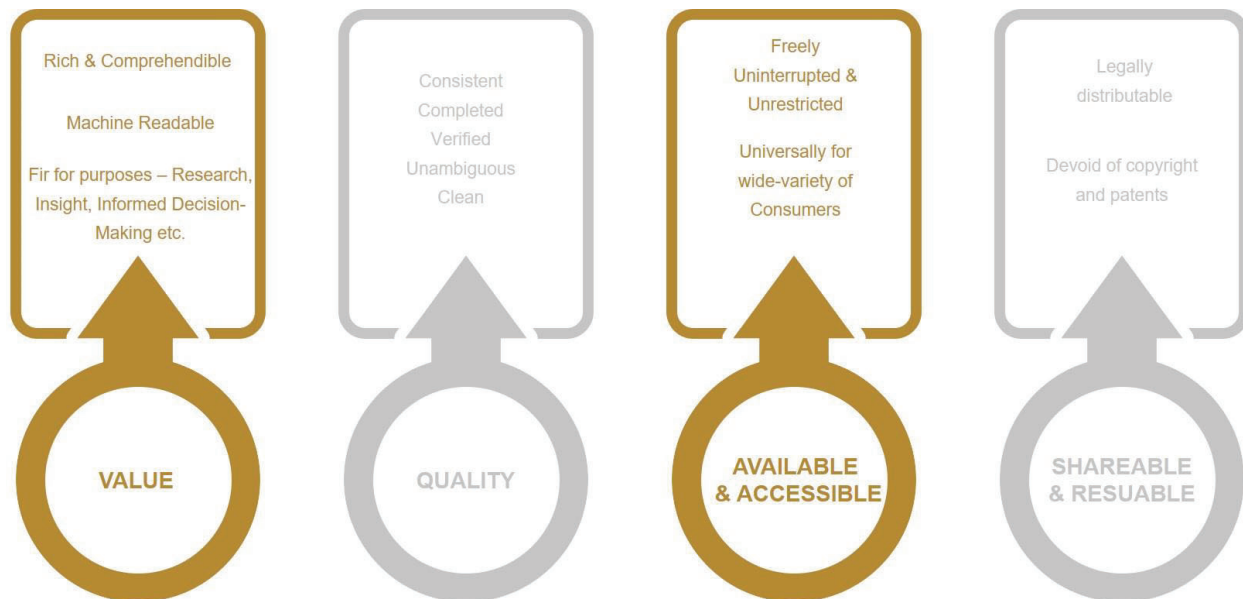 Rich & Comprehendible
Machine Readable
Fir for purposes – Research,
Insight, Informed Decision-
Making etc.
VALUE
Consistent
Completed
Verified
Unambiguous
Clean
QUALITY
Freely
Uninterrupted &
Unrestricted
Universally for
wide-variety of
Consumers
AVAILABLE
& ACCESSIBLE
Legally
distributable
Devoid of copyright
and patents
SHAREABLE
& RESUABLE